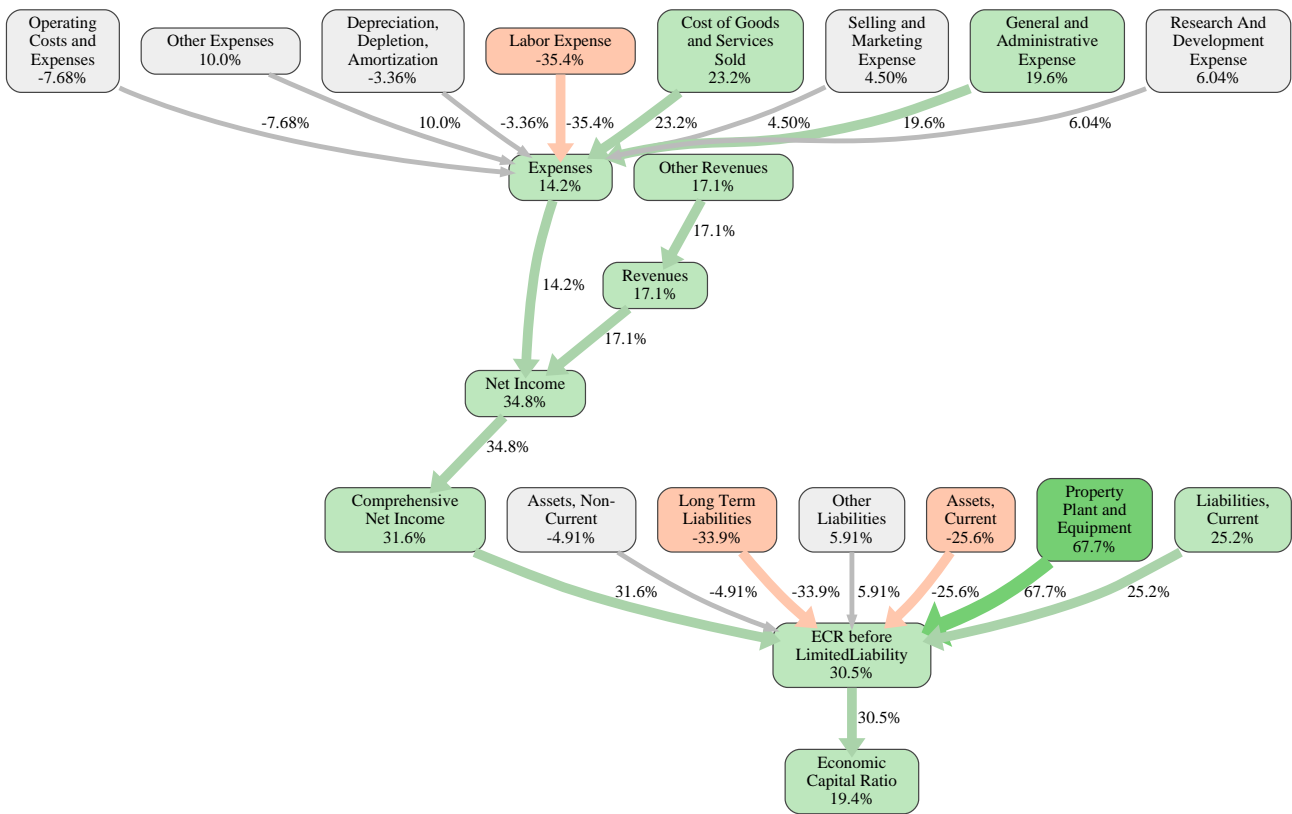 Operating
Costs and
Expenses
-7.68%
Other Expenses
10.0%
Depreciation,
Depletion,
Amortization
-3.36%
Labor Expense
-35.4%
Cost of Goods
and Services
Sold
23.2%
Selling and
Marketing
Expense
4.50%
General and
Administrative
Expense
19.6%
Research And
Development
Expense
6.04%
-7.68%
10.0%
-3.36%
-35.4%
23.2%
4.50%
19.6%
6.04%
Expenses
14.2%
Other Revenues
17.1%
17.1%
14.2%
Revenues
17.1%
17.1%
Net Income
34.8%
34.8%
Comprehensive
Net Income
31.6%
Assets, Non-
Current
-4.91%
Long Term
Liabilities
-33.9%
Other
Liabilities
5.91%
Assets,
Current
-25.6%
Property
Plant and
Equipment
67.7%
Liabilities,
Current
25.2%
31.6%
-4.91%
-33.9%
5.91%
-25.6%
67.7%
25.2%
ECR before
LimitedLiability
30.5%
30.5%
Economic
Capital Ratio
19.4%